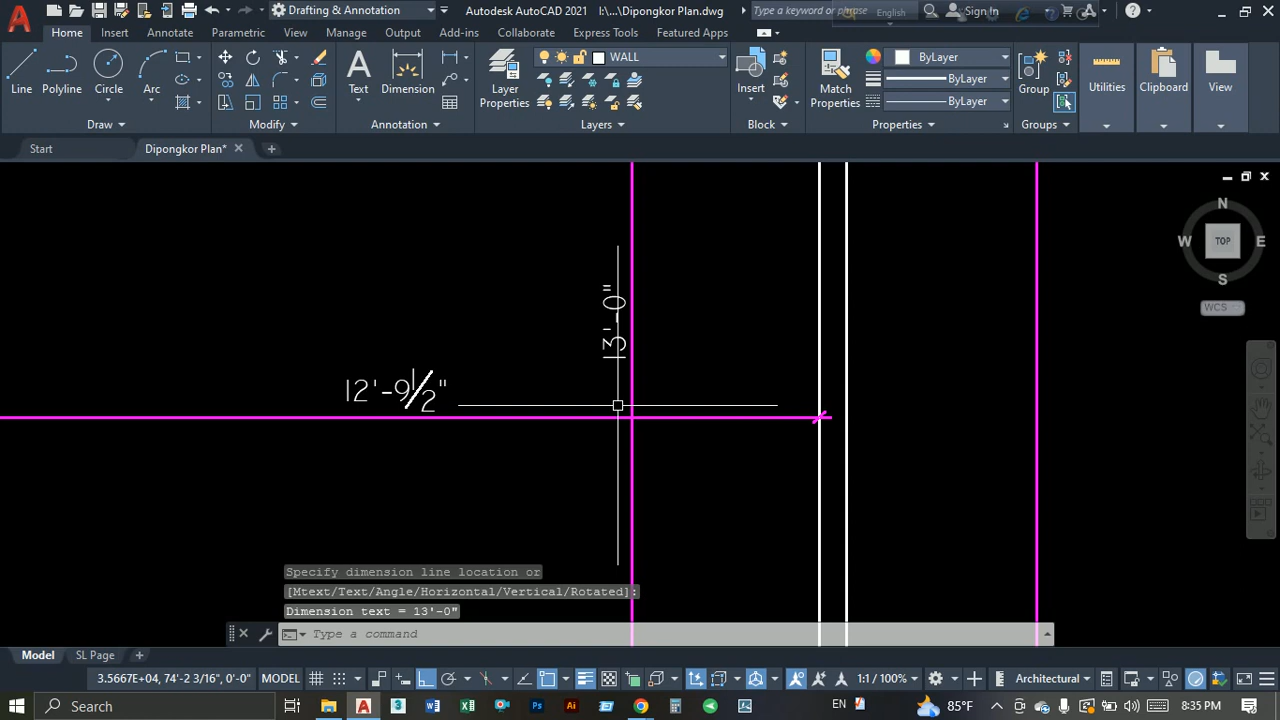 Drafting & Annotation
Autodesk AutoCAD 2021 I:\...\Dipongkor Plan.dwg
Type a keyword or phrase
English
Sign In
Home Insert Annotate Parametric View Manage Output Add-ins Collaborate Express Tools Featured Apps
Line Polyline Circle Arc
Text Dimension
Layer Properties
WALL
Insert
Match Properties
ByLayer
ByLayer
ByLayer
Group
Utilities Clipboard View
Draw Modify Annotation Layers Block Properties Groups
Start Dipongkor Plan*
N
W TOP E
S
WCS
13'-0"
12'-9 1/2"
Specify dimension line location or
[Mtext/Text/Angle/Horizontal/Vertical/Rotated]:
Dimension text = 13'-0"
Type a command
Model SL Page
3.5667E+04, 74'-2 3/16", 0'-0" MODEL 1:1 / 100% Architectural
Search
85°F
EN
8:35 PM